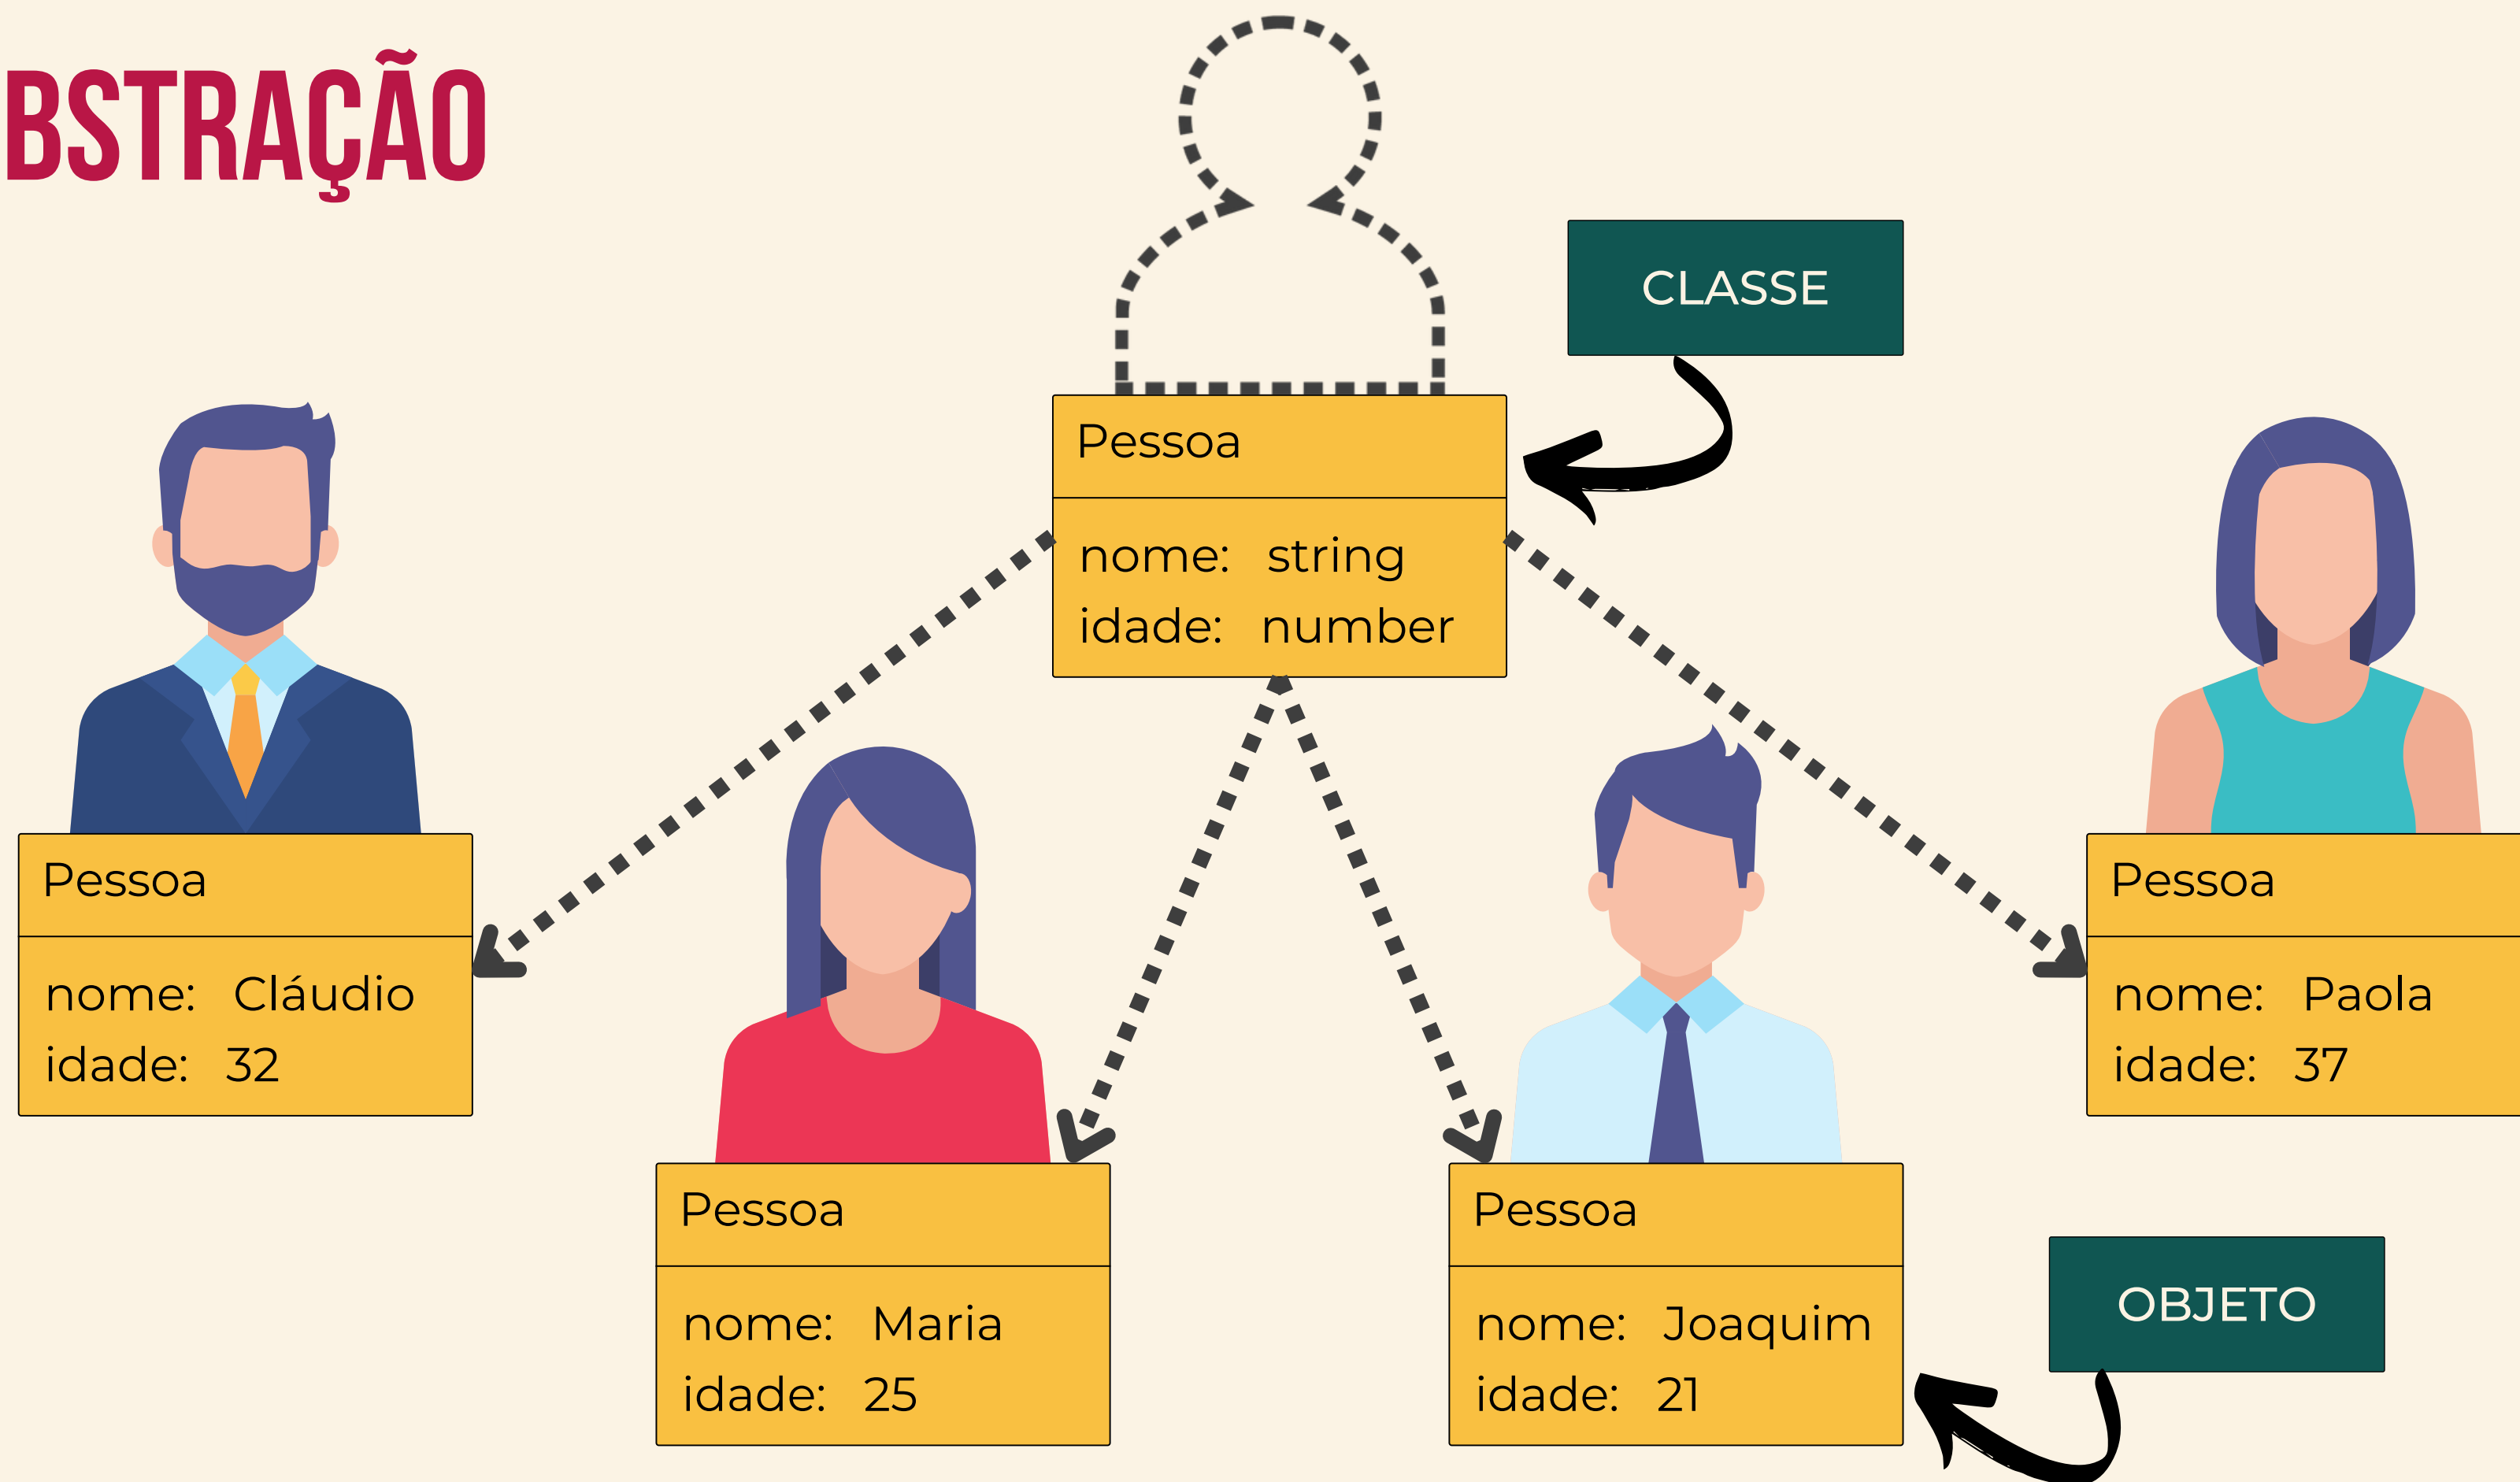 BSTRAÇÃO
CLASSE
Pessoa
nome: string
idade: number
Pessoa
nome: Cláudio
idade: 32
Pessoa
nome: Maria
idade: 25
Pessoa
nome: Joaquim
idade: 21
Pessoa
nome: Paola
idade: 37
OBJETO